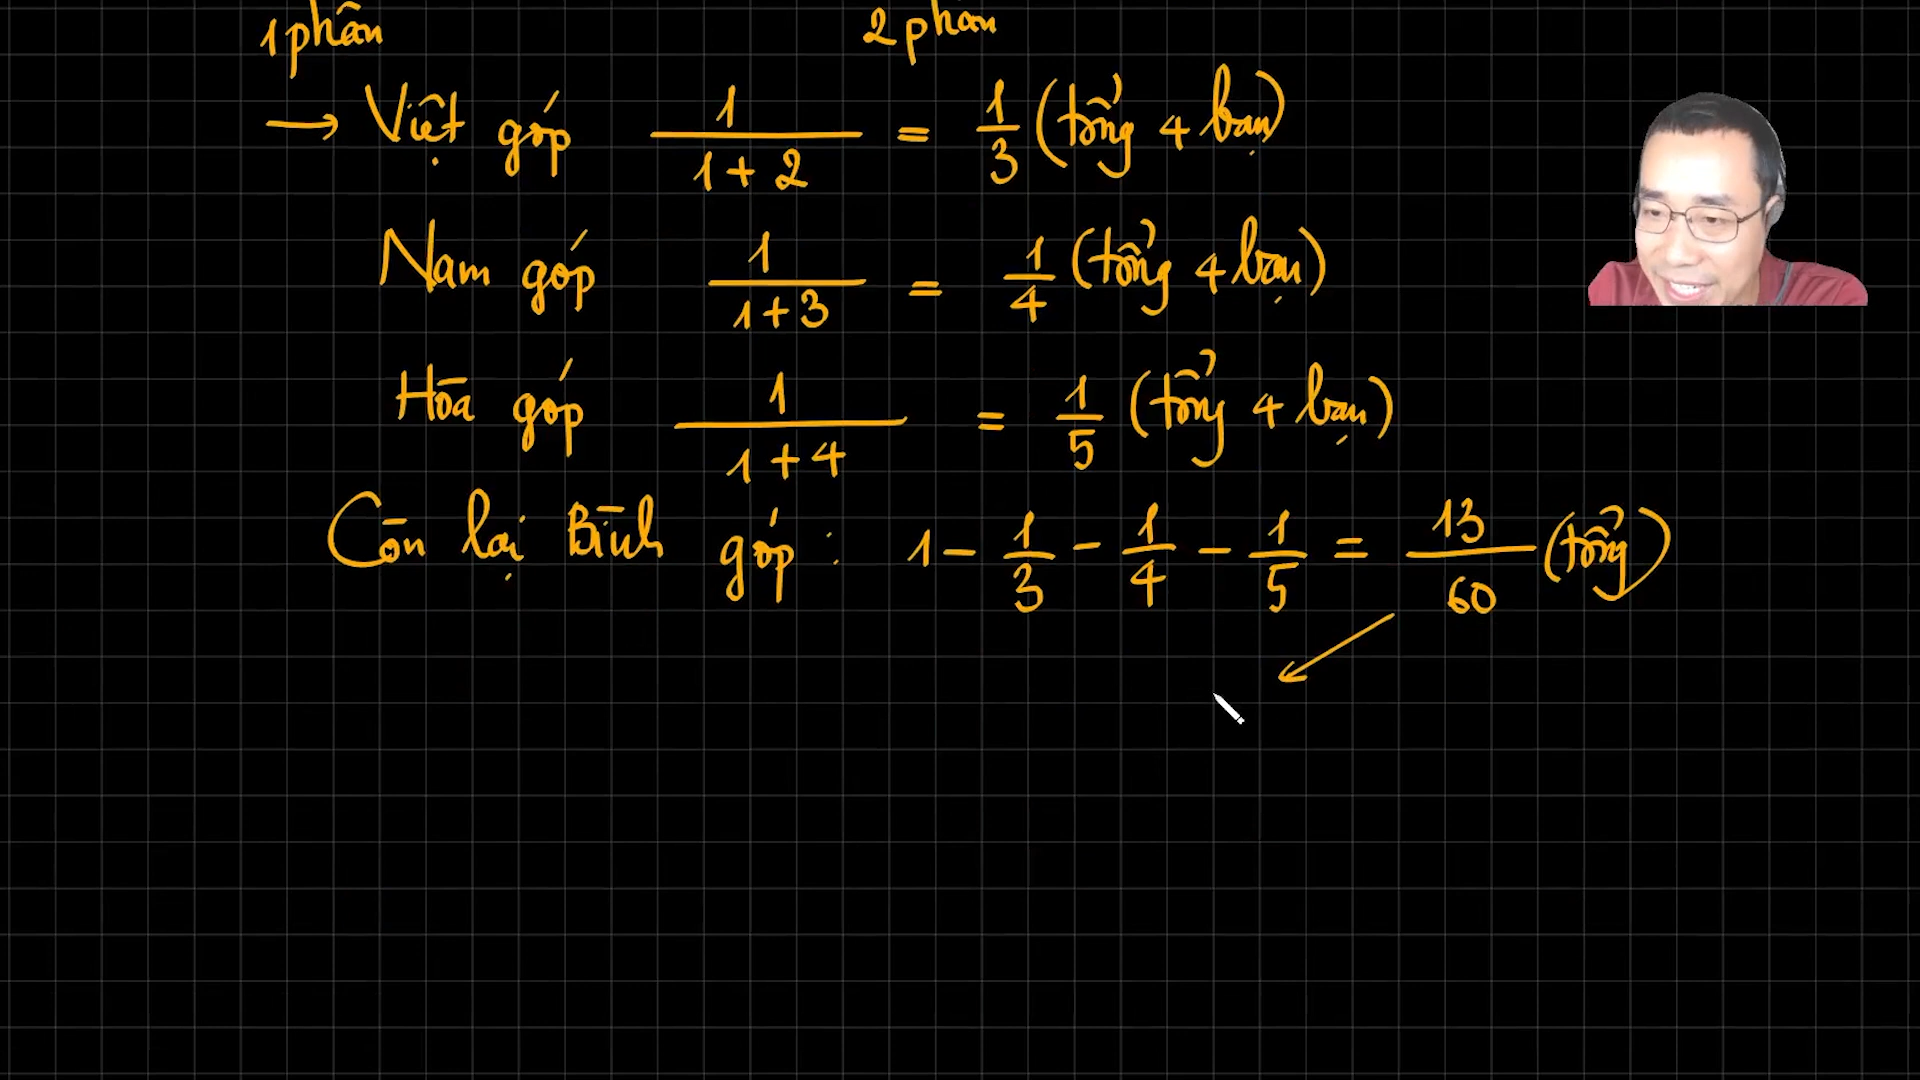 1 phần 2 phần
→ Việt góp 1/(1+2) = 1/3 (tổng 4 bạn)
Nam góp 1/(1+3) = 1/4 (tổng 4 bạn)
Hòa góp 1/(1+4) = 1/5 (tổng 4 bạn)
Còn lại Bình góp : 1 - 1/3 - 1/4 - 1/5 = 13/60 (tổng)